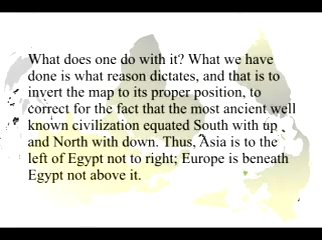 What does one do with it? What we have
done is what reason dictates, and that is to
invert the map to its proper position, to
correct for the fact that the most ancient well
known civilization equated South with up
and North with down. Thus, Asia is to the
left of Egypt not to right; Europe is beneath
Egypt not above it.